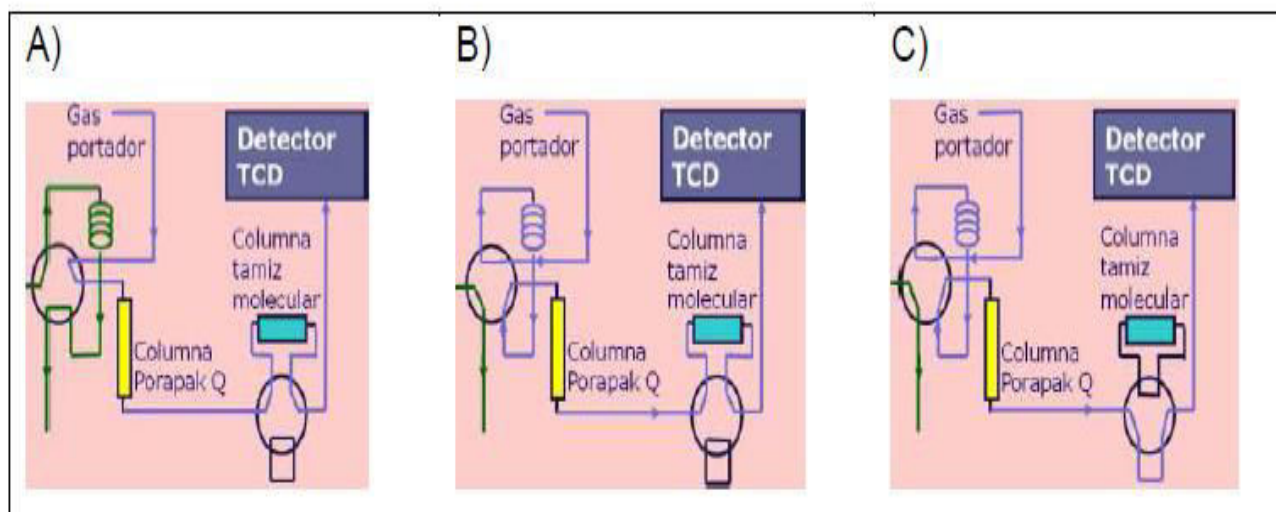 A)
Gas
portador
Detector
TCD
Columna
tamiz
molecular
Columna
Porapak Q
B)
Gas
portador
Detector
TCD
Columna
tamiz
molecular
Columna
Porapak Q
C)
Gas
portador
Detector
TCD
Columna
tamiz
molecular
Columna
Porapak Q